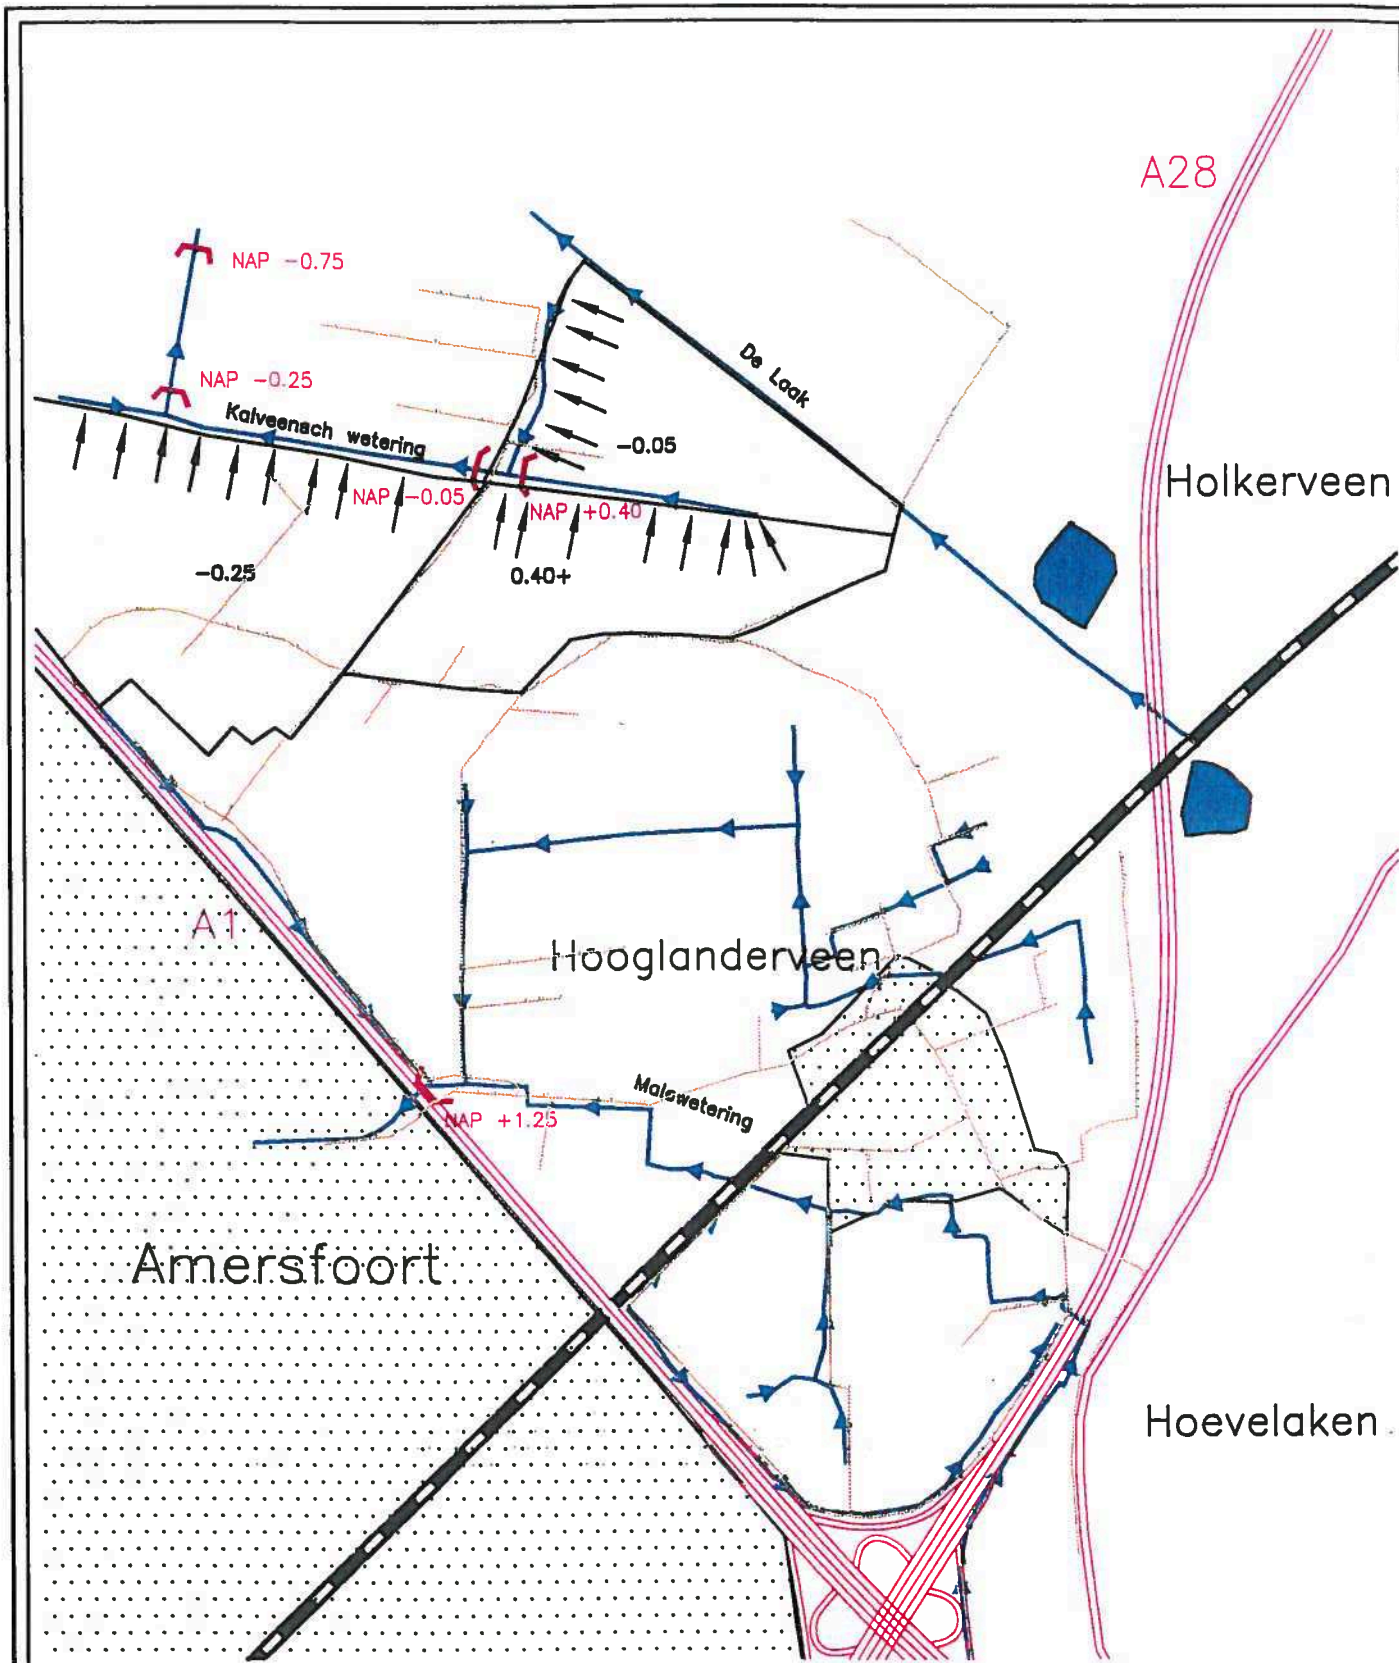 A28
NAP -0.75
De Laak
NAP -0.25
Kalveensch wetering
-0.05
Holkerveen
NAP -0.05
NAP +0.40
-0.25
0.40+
A1
Hooglanderveen
Malswetering
NAP +1.25
Amersfoort
Hoevelaken